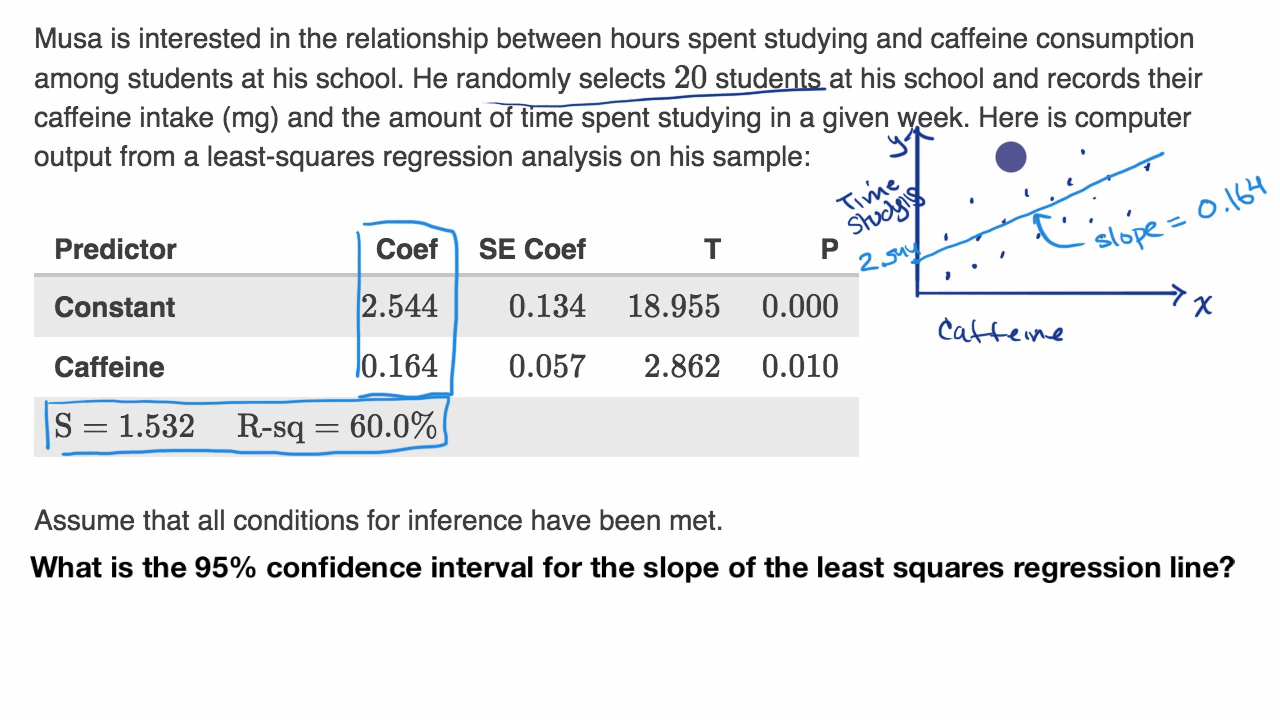 Musa is interested in the relationship between hours spent studying and caffeine consumption
among students at his school. He randomly selects 20 students at his school and records their
caffeine intake (mg) and the amount of time spent studying in a given week. Here is computer
output from a least-squares regression analysis on his sample:
y
Time
studying
2.544
slope = 0.164
x
Caffeine
Predictor Coef SE Coef T P
Constant 2.544 0.134 18.955 0.000
Caffeine 0.164 0.057 2.862 0.010
S = 1.532 R-sq = 60.0%
Assume that all conditions for inference have been met.
What is the 95% confidence interval for the slope of the least squares regression line?